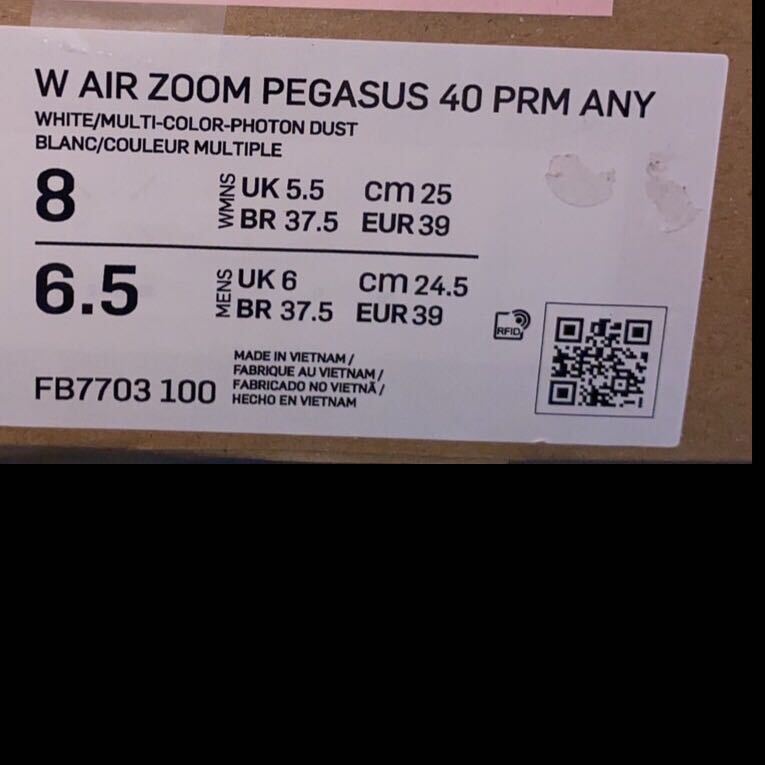 W AIR ZOOM PEGASUS 40 PRM ANY
WHITE/MULTI-COLOR-PHOTON DUST
BLANC/COULEUR MULTIPLE
8 WMNS UK 5.5 cm 25
BR 37.5 EUR 39
6.5 MENS UK 6 cm 24.5
BR 37.5 EUR 39
RFID
MADE IN VIETNAM /
FABRIQUE AU VIETNAM /
FABRICADO NO VIETNÃ /
HECHO EN VIETNAM
FB7703 100